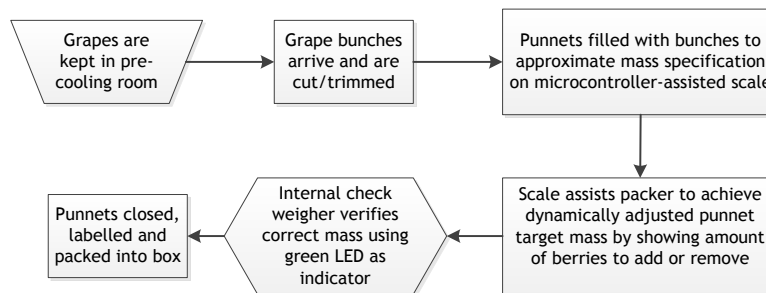 Grapes are
kept in pre-
cooling room
Grape bunches
arrive and are
cut/trimmed
Punnets filled with bunches to
approximate mass specification
on microcontroller-assisted scale
Scale assists packer to achieve
dynamically adjusted punnet
target mass by showing amount
of berries to add or remove
Internal check
weigher verifies
correct mass using
green LED as
indicator
Punnets closed,
labelled and
packed into box